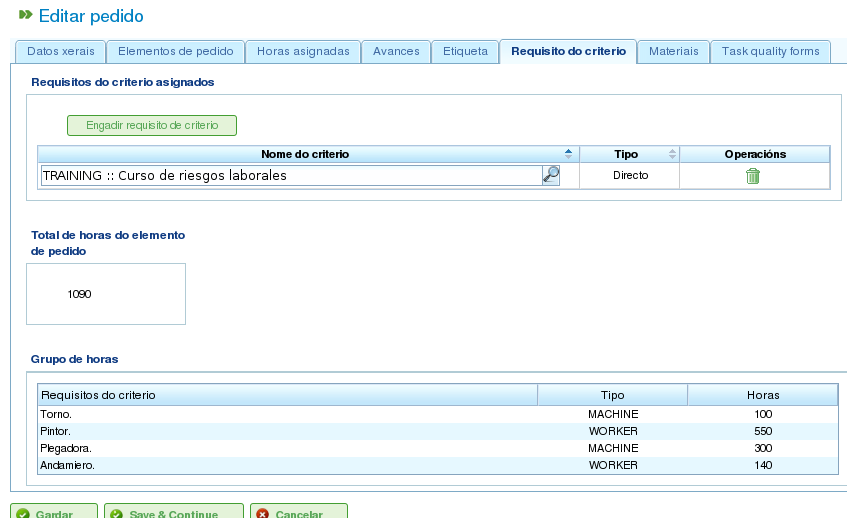 Editar pedido
Datos xerais Elementos de pedido Horas asignadas Avances Etiqueta Requisito do criterio Materiais Task quality forms
Requisitos do criterio asignados
Engadir requisito de criterio
Nome do criterio Tipo Operacións
TRAINING :: Curso de riesgos laborales Directo
Total de horas do elemento
de pedido
1090
Grupo de horas
Requisitos do criterio Tipo Horas
Torno. MACHINE 100
Pintor. WORKER 550
Plegadora. MACHINE 300
Andamiero. WORKER 140
Gardar Save & Continue Cancelar